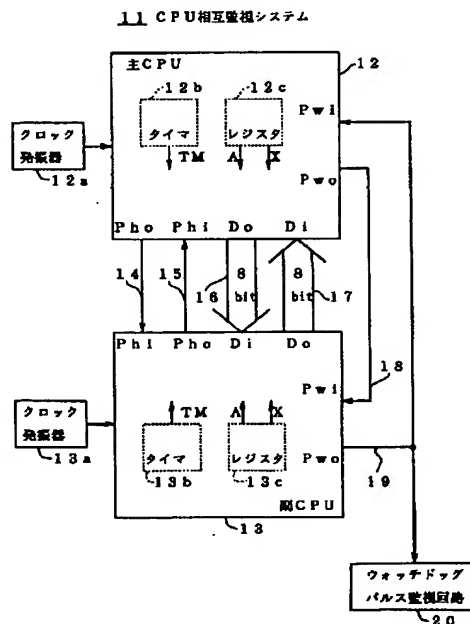 11 CPU相互監視システム
主CPU
12
12b
12c
Pwi
クロック
発振器
タイマ
レジスタ
TM
A
X
Pwo
12a
Pho
Phi
Do
Di
14
15
16
8
bit
8
bit
17
18
Phi
Pho
Di
Do
Pwi
クロック
発振器
TM
A
X
タイマ
レジスタ
Pwo
19
13a
13b
13c
副CPU
13
ウォッチドッグ
パルス監視回路
20